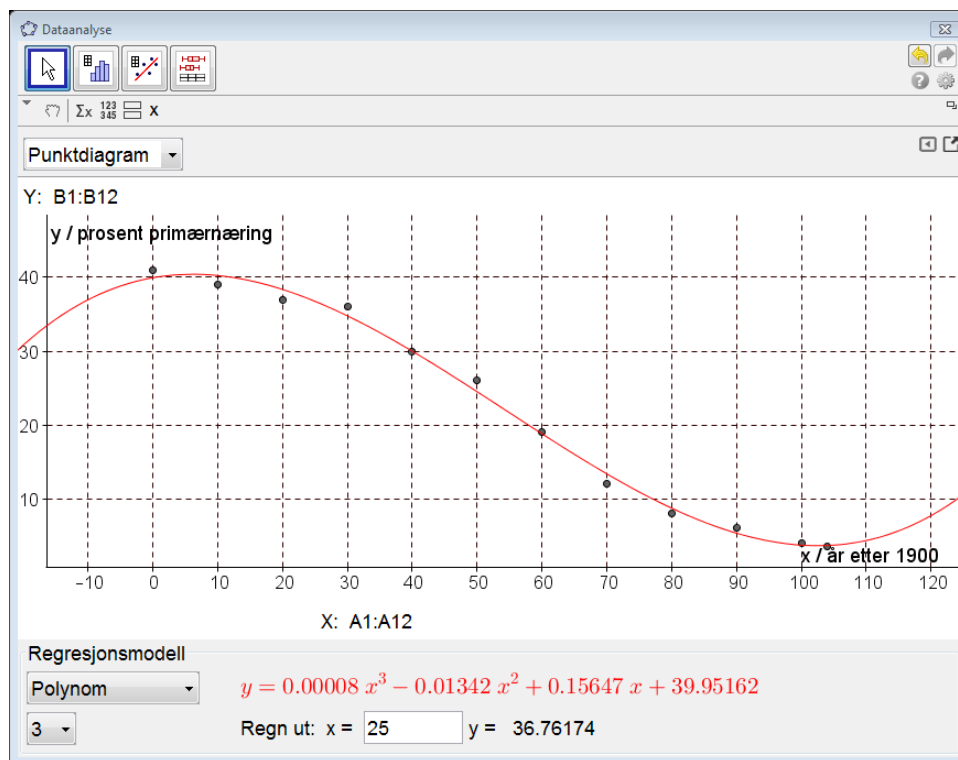 Dataanalyse
Σx 123 345 X
Punktdiagram
Y: B1:B12
y / prosent primærnæring
40
30
20
10
x / år etter 1900
-10 0 10 20 30 40 50 60 70 80 90 100 110 120
X: A1:A12
Regresjonsmodell
Polynom
y = 0.00008 x³ − 0.01342 x² + 0.15647 x + 39.95162
3
Regn ut: x = 25 y = 36.76174